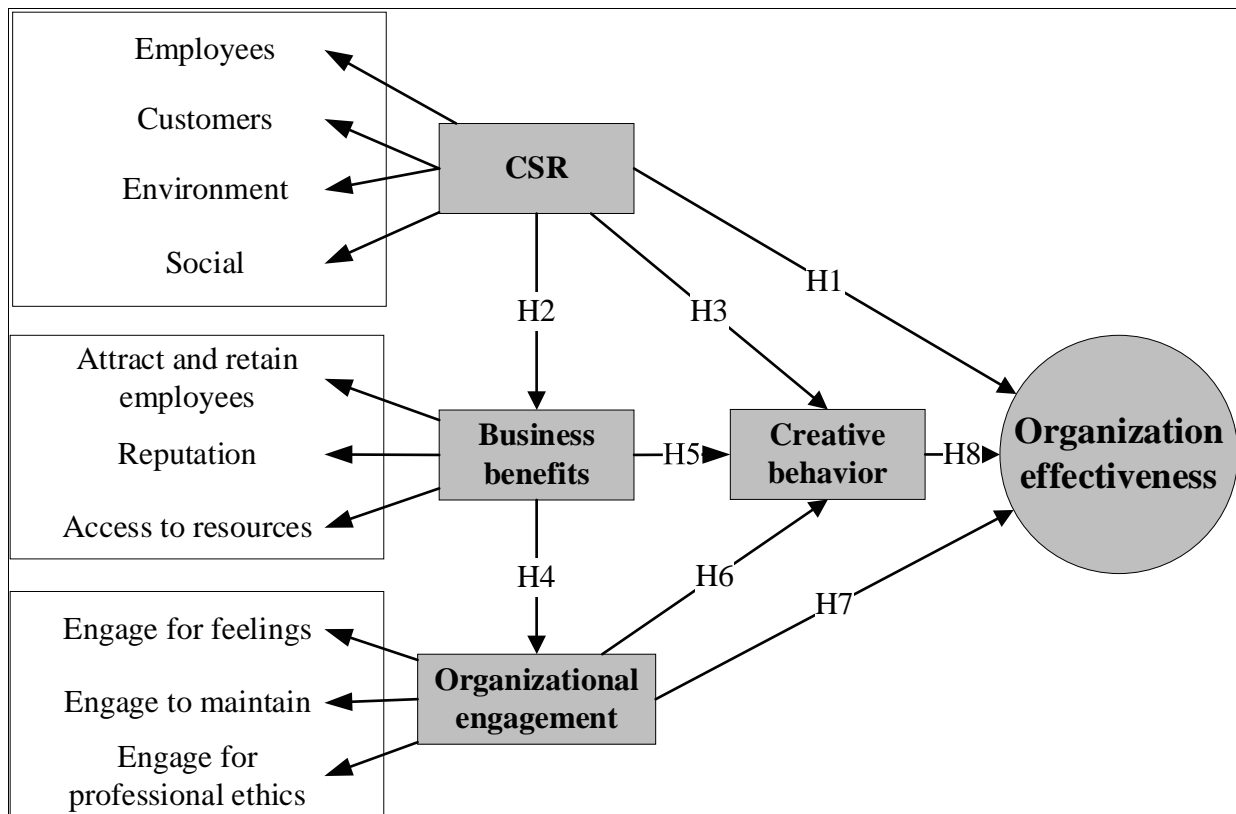 Employees
Customers
Environment
Social
CSR
H1
H2
H3
Attract and retain
employees
Reputation
Access to resources
Business
benefits
H5
Creative
behavior
H8
Organization
effectiveness
H4
H6
H7
Engage for feelings
Engage to maintain
Engage for
professional ethics
Organizational
engagement